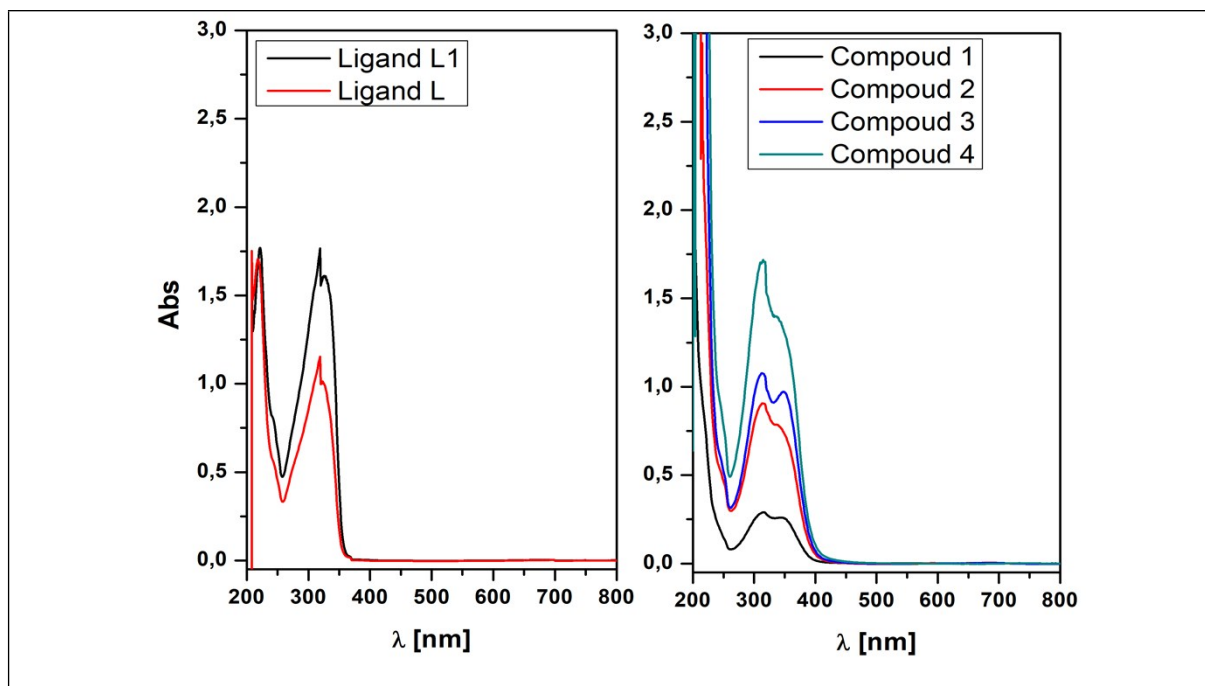 3,0
2,5
2,0
1,5
1,0
0,5
0,0
Abs
Ligand L1
Ligand L
200 300 400 500 600 700 800
λ [nm]
3,0
2,5
2,0
1,5
1,0
0,5
0,0
Compoud 1
Compoud 2
Compoud 3
Compoud 4
200 300 400 500 600 700 800
λ [nm]